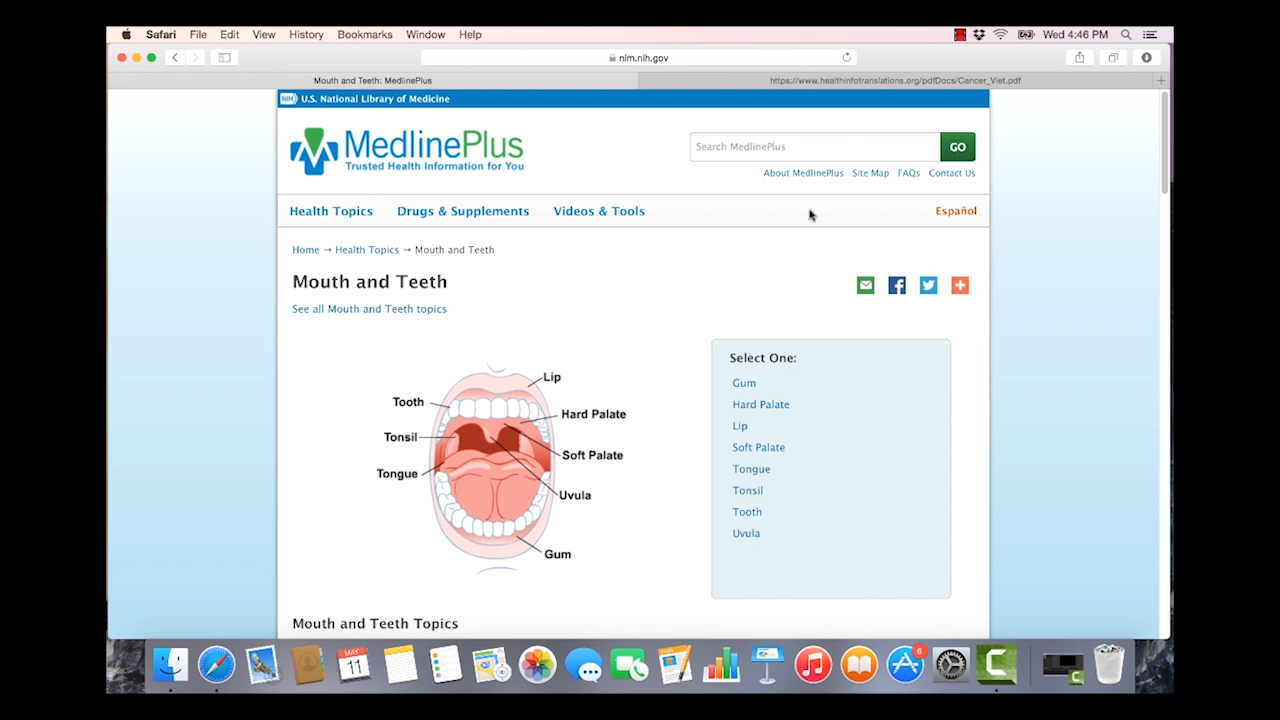 Safari File Edit View History Bookmarks Window Help Wed 4:46 PM
nlm.nih.gov
Mouth and Teeth: MedlinePlus https://www.healthinfotranslations.org/pdfDocs/Cancer_Viet.pdf
NIH U.S. National Library of Medicine
MedlinePlus
Trusted Health Information for You
Search MedlinePlus GO
About MedlinePlus Site Map FAQs Contact Us
Health Topics Drugs & Supplements Videos & Tools Español
Home → Health Topics → Mouth and Teeth
Mouth and Teeth
See all Mouth and Teeth topics
Lip
Tooth
Hard Palate
Tonsil
Soft Palate
Tongue
Uvula
Gum
Select One:
Gum
Hard Palate
Lip
Soft Palate
Tongue
Tonsil
Tooth
Uvula
Mouth and Teeth Topics
MAY
11
6